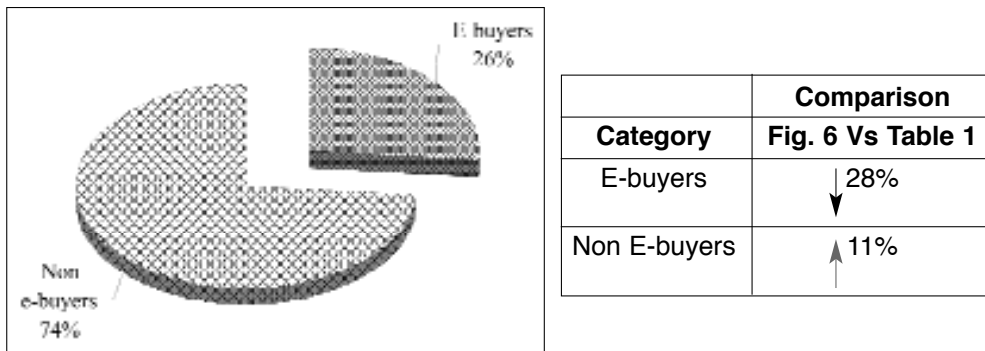 E buyers
26%
Non
e-buyers
74%
Comparison
Category Fig. 6 Vs Table 1
E-buyers 28%
Non E-buyers 11%